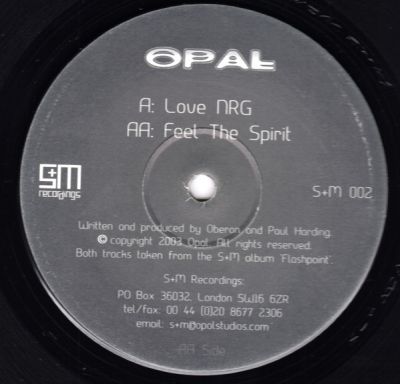 OPAL
A: Love NRG
AA: Feel The Spirit
S+M
recordings
S+M 002
Written and produced by Oberon and Paul Harding.
© copyright 2003 Opal. All rights reserved.
Both tracks taken from the S+M album 'Flashpoint'.
S+M Recordings:
PO Box 36032, London SW16 6ZR
tel/fax: 00 44 (0)20 8677 2306
email: s+m@opalstudios.com
AA Side